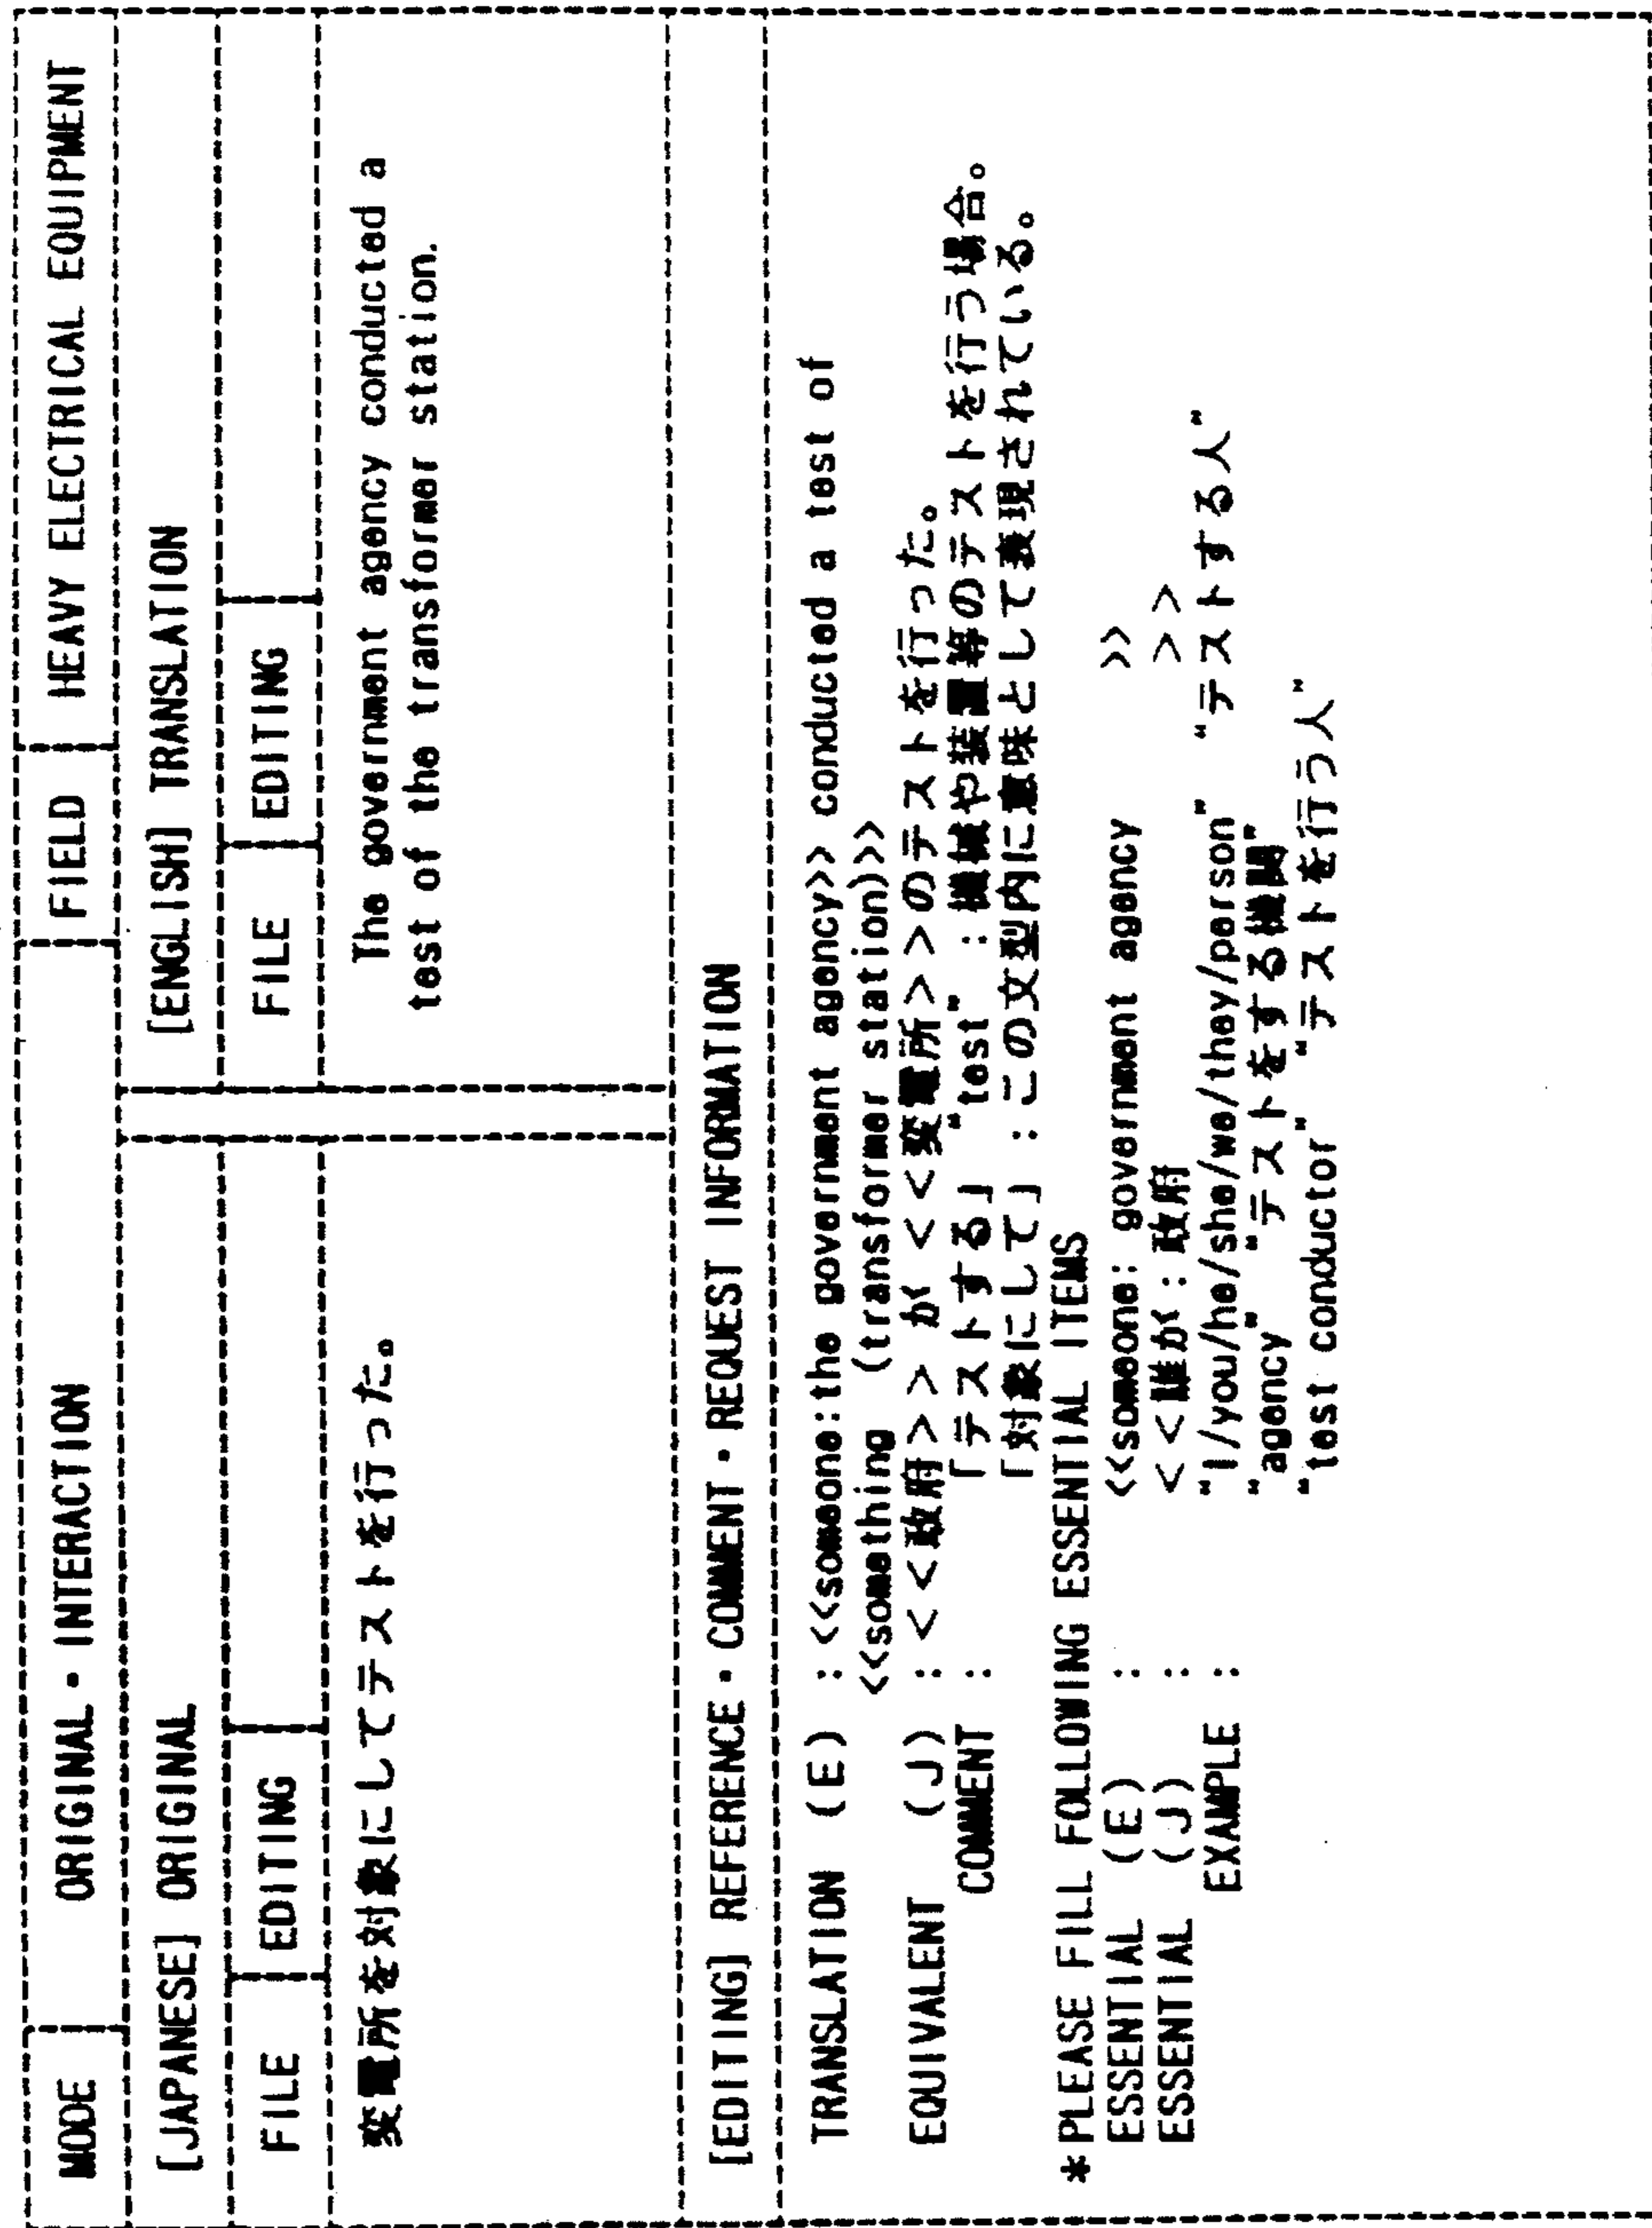 MODE ORIGINAL・INTERACTION FIELD HEAVY ELECTRICAL EQUIPMENT
[JAPANESE] ORIGINAL
FILE EDITING
変電所を対象にしてテストを行った。
[ENGLISH] TRANSLATION
FILE EDITING
The government agency conducted a
test of the transformer station.
[EDITING] REFERENCE・COMMENT・REQUEST INFORMATION
TRANSLATION (E) : <<someone:the government agency>> conducted a test of
<<something (transformer station)>>
EQUIVALENT (J) : <<政府>> が <<変電所>>のテストを行った。
COMMENT : 「テストする」 "test" : 機械や装置等のテストを行う場合。
「対象にして」 : この文型内に意味として表現されている。
*PLEASE FILL FOLLOWING ESSENTIAL ITEMS
ESSENTIAL (E) : <<someone: government agency >>
ESSENTIAL (J) : <<誰が : 政府 >>
EXAMPLE : "I/you/he/she/we/they/person" "テストする人"
"agency" "テストをする機関"
"test conductor" "テストを行う人"